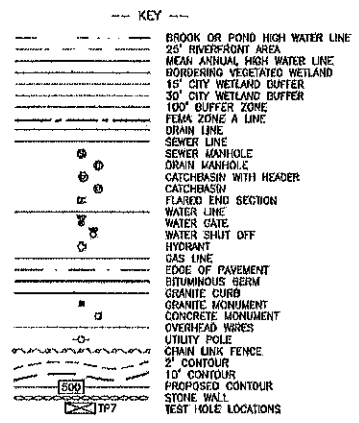 KEY
BROOK OR POND HIGH WATER LINE
25' RIVERFRONT AREA
MEAN ANNUAL HIGH WATER LINE
BORDERING VEGETATED WETLAND
15' CITY WETLAND BUFFER
30' CITY WETLAND BUFFER
100' BUFFER ZONE
FEMA ZONE A LINE
DRAIN LINE
SEWER LINE
SEWER MANHOLE
DRAIN MANHOLE
CATCHBASIN WITH HEADER
CATCHBASIN
FLARED END SECTION
WATER LINE
WATER GATE
WATER SHUT OFF
HYDRANT
GAS LINE
EDGE OF PAVEMENT
BITUMINOUS BERM
GRANITE CURB
GRANITE MONUMENT
CONCRETE MONUMENT
OVERHEAD WIRES
UTILITY POLE
CHAIN LINK FENCE
2' CONTOUR
10' CONTOUR
500 PROPOSED CONTOUR
STONE WALL
TP7 TEST HOLE LOCATIONS